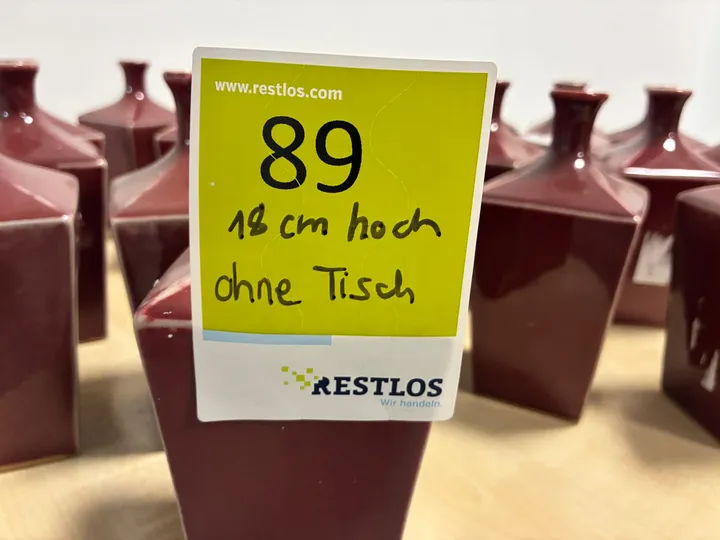 www.restlos.com
89
18 cm hoch
ohne Tisch
RESTLOS
Wir handeln.